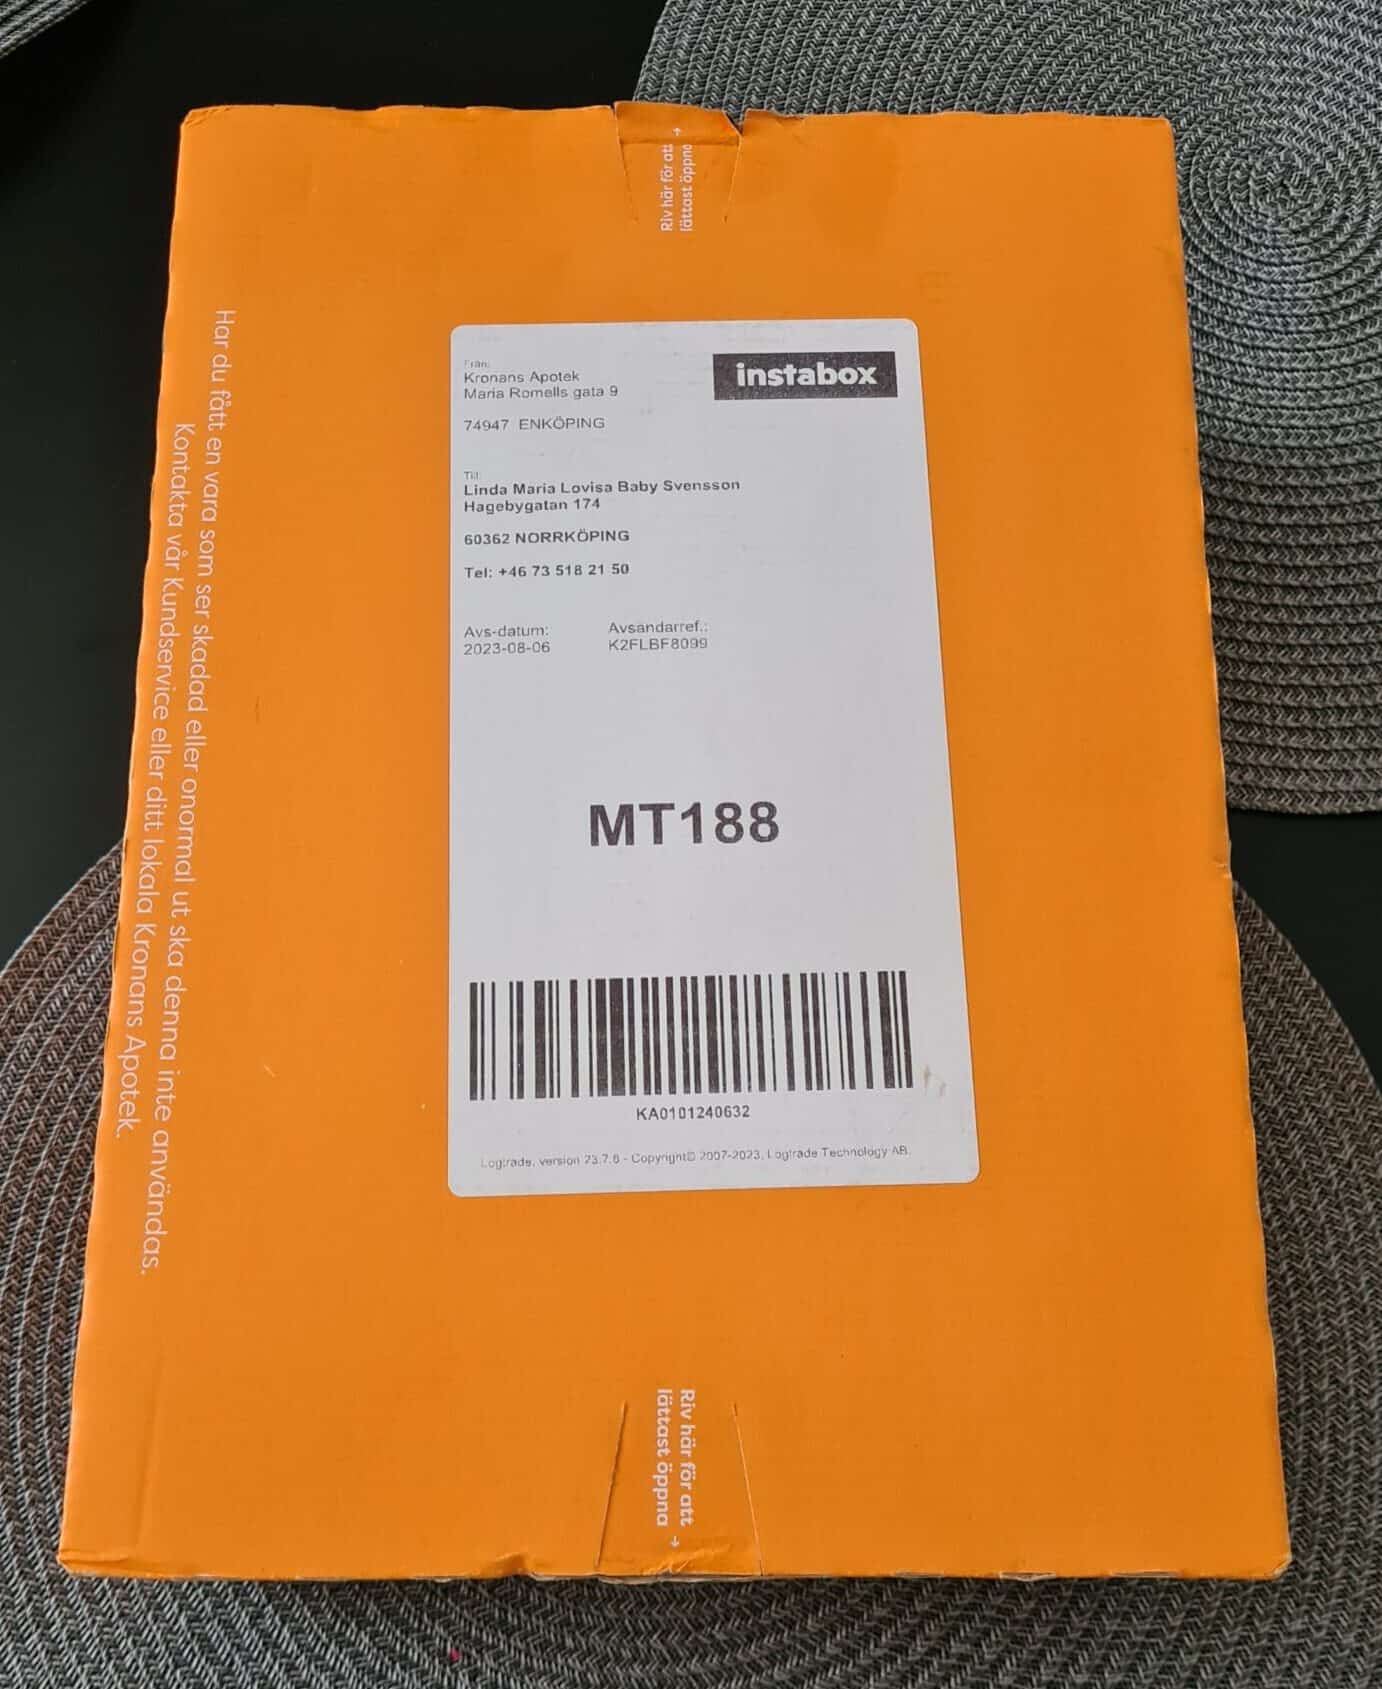 Riv här för att
lättast öppna
Från:
Kronans Apotek
Maria Romells gata 9
74947 ENKÖPING
instabox
Till:
Linda Maria Lovisa Baby Svensson
Hagebygatan 174
60362 NORRKÖPING
Tel: +46 73 518 21 50
Avs-datum:
2023-08-06
Avsändarref.:
K2FLBF8099
MT188
KA0101240632
Logtrade, version 23.7.6 - Copyright© 2007-2023, Logtrade Technology AB.
Har du fått en vara som ser skadad eller onormal ut ska denna inte användas.
Kontakta vår Kundservice eller ditt lokala Kronans Apotek.
Riv här för att
lättast öppna